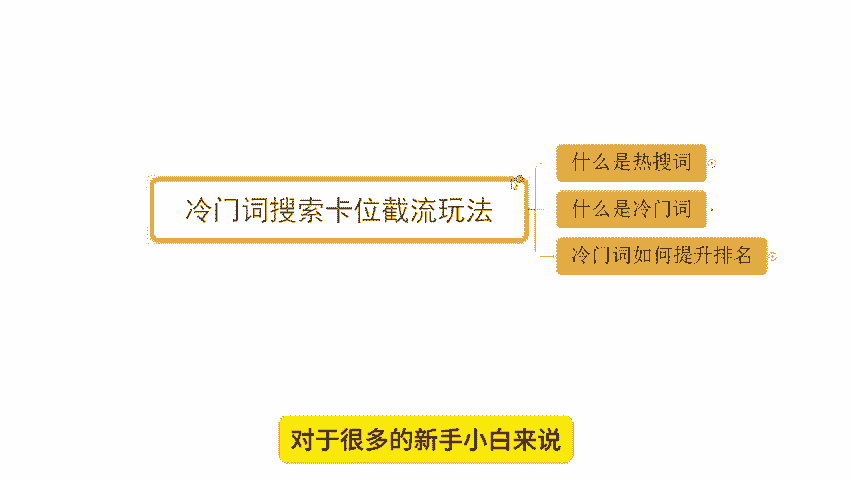 什么是热搜词
冷门词搜索卡位截流玩法
什么是冷门词
冷门词如何提升排名
对于很多的新手小白来说